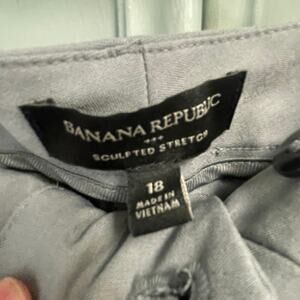 BANANA REPUBLIC
SCULPTED STRETCH
18
MADE IN
VIETNAM